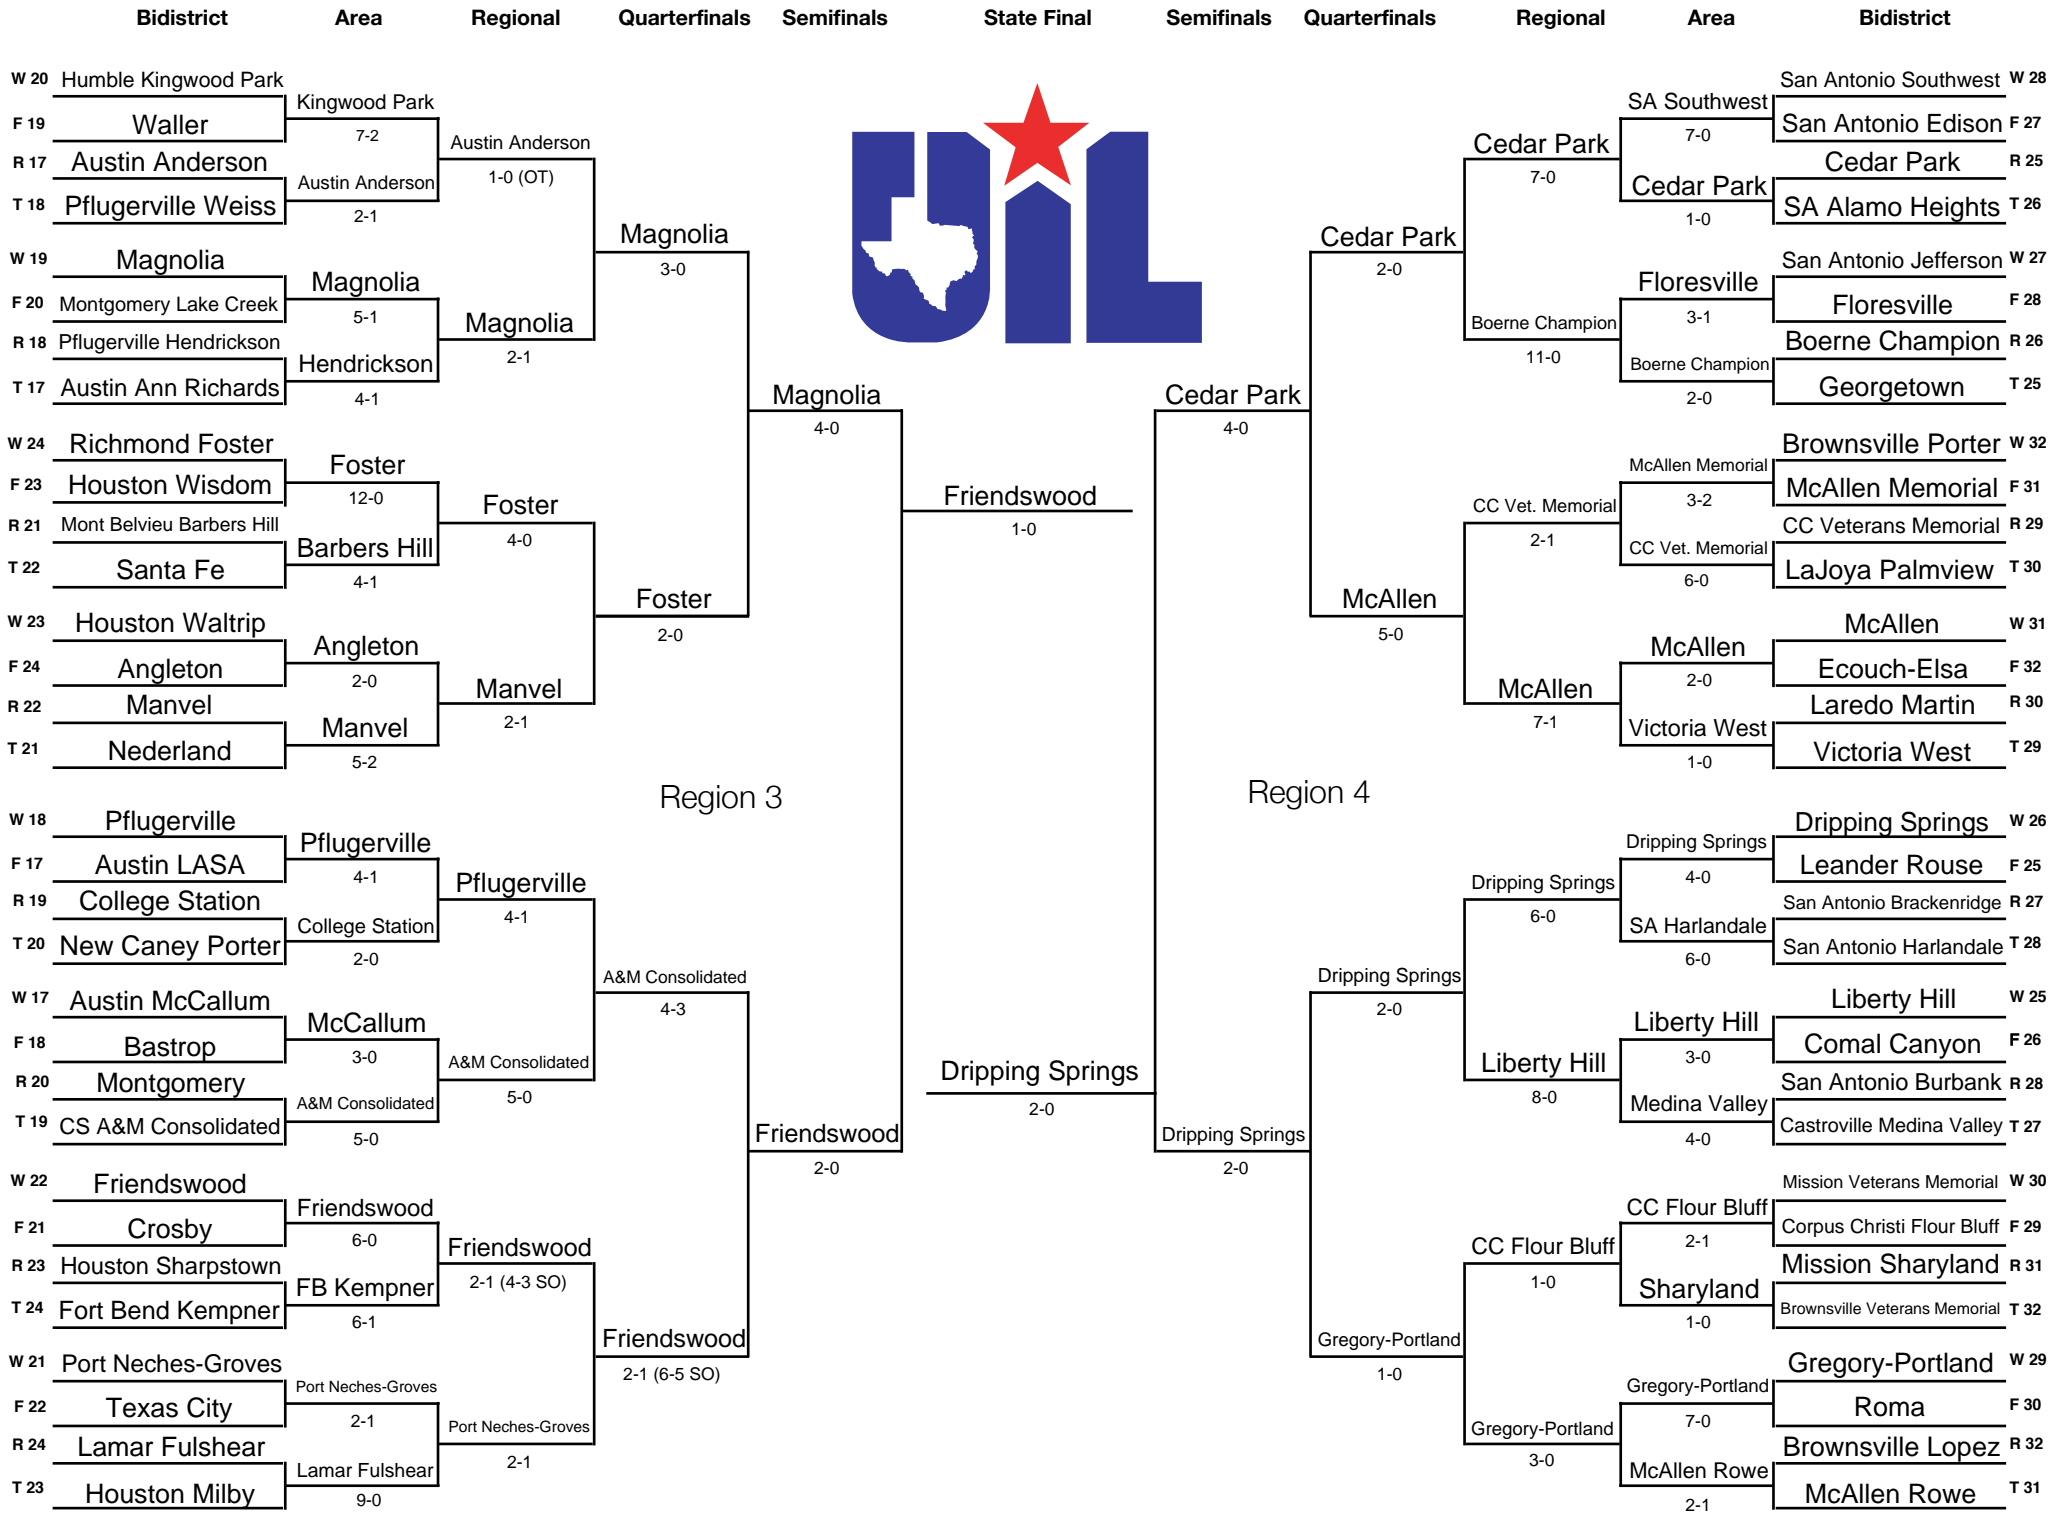 Bidistrict Area Regional Quarterfinals Semifinals State Final Semifinals Quarterfinals Regional Area Bidistrict
W 20 Humble Kingwood Park
Kingwood Park
F 19 Waller
7-2
Austin Anderson
R 17 Austin Anderson
1-0 (OT)
Austin Anderson
T 18 Pflugerville Weiss
2-1
Magnolia
3-0
W 19 Magnolia
Magnolia
F 20 Montgomery Lake Creek
5-1
Magnolia
R 18 Pflugerville Hendrickson
2-1
Hendrickson
T 17 Austin Ann Richards
4-1
Magnolia
4-0
W 24 Richmond Foster
Foster
F 23 Houston Wisdom
12-0
Foster
R 21 Mont Belvieu Barbers Hill
4-0
Barbers Hill
T 22 Santa Fe
4-1
Foster
2-0
W 23 Houston Waltrip
Angleton
F 24 Angleton
2-0
Manvel
R 22 Manvel
2-1
Manvel
T 21 Nederland
5-2
Region 3
W 18 Pflugerville
Pflugerville
F 17 Austin LASA
4-1
Pflugerville
R 19 College Station
4-1
College Station
T 20 New Caney Porter
2-0
A&M Consolidated
4-3
W 17 Austin McCallum
McCallum
F 18 Bastrop
3-0
A&M Consolidated
R 20 Montgomery
5-0
A&M Consolidated
T 19 CS A&M Consolidated
5-0
Friendswood
2-0
W 22 Friendswood
Friendswood
F 21 Crosby
6-0
Friendswood
R 23 Houston Sharpstown
2-1 (4-3 SO)
FB Kempner
T 24 Fort Bend Kempner
6-1
Friendswood
2-1 (6-5 SO)
W 21 Port Neches-Groves
Port Neches-Groves
F 22 Texas City
2-1
Port Neches-Groves
R 24 Lamar Fulshear
2-1
Lamar Fulshear
T 23 Houston Milby
9-0
UIL
Friendswood
1-0
Dripping Springs
2-0
San Antonio Southwest W 28
SA Southwest
San Antonio Edison F 27
7-0
Cedar Park
Cedar Park R 25
7-0
Cedar Park
SA Alamo Heights T 26
1-0
Cedar Park
2-0
San Antonio Jefferson W 27
Floresville
Floresville F 28
3-1
Boerne Champion
Boerne Champion R 26
11-0
Boerne Champion
Georgetown T 25
2-0
Cedar Park
4-0
Brownsville Porter W 32
McAllen Memorial
McAllen Memorial F 31
3-2
CC Vet. Memorial
CC Veterans Memorial R 29
2-1
CC Vet. Memorial
LaJoya Palmview T 30
6-0
McAllen
5-0
McAllen W 31
McAllen
Ecouch-Elsa F 32
2-0
McAllen
Laredo Martin R 30
7-1
Victoria West
Victoria West T 29
1-0
Region 4
Dripping Springs W 26
Dripping Springs
Leander Rouse F 25
4-0
Dripping Springs
San Antonio Brackenridge R 27
6-0
SA Harlandale
San Antonio Harlandale T 28
6-0
Dripping Springs
2-0
Liberty Hill W 25
Liberty Hill
Comal Canyon F 26
3-0
Liberty Hill
San Antonio Burbank R 28
8-0
Medina Valley
Castroville Medina Valley T 27
4-0
Dripping Springs
2-0
Mission Veterans Memorial W 30
CC Flour Bluff
Corpus Christi Flour Bluff F 29
2-1
CC Flour Bluff
Mission Sharyland R 31
1-0
Sharyland
Brownsville Veterans Memorial T 32
1-0
Gregory-Portland
1-0
Gregory-Portland W 29
Gregory-Portland
Roma F 30
7-0
Gregory-Portland
Brownsville Lopez R 32
3-0
McAllen Rowe
McAllen Rowe T 31
2-1